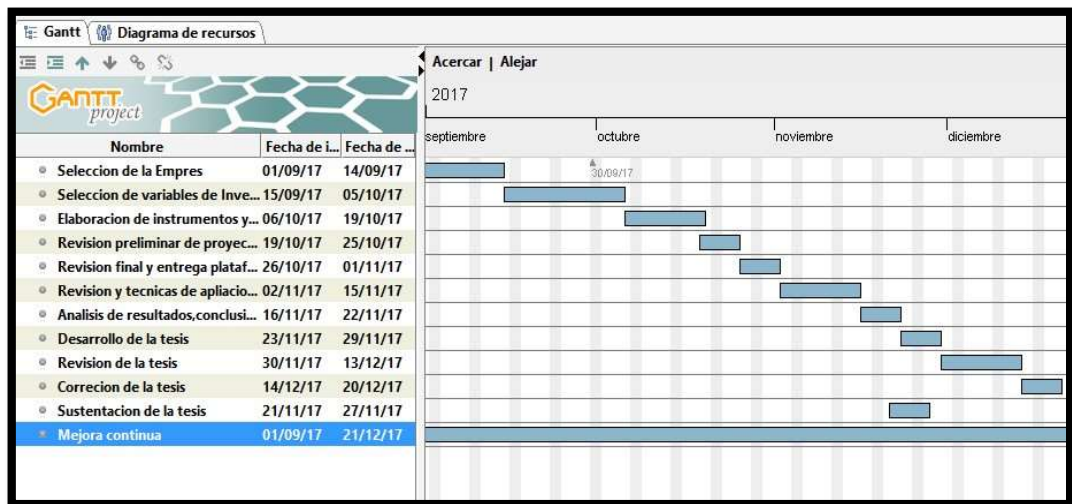 Gantt Diagrama de recursos
Acercar | Alejar
GANTT
project
2017
Nombre Fecha de i... Fecha de ...
septiembre octubre noviembre diciembre
30/09/17
Seleccion de la Empres 01/09/17 14/09/17
Seleccion de variables de Inve... 15/09/17 05/10/17
Elaboracion de instrumentos y... 06/10/17 19/10/17
Revision preliminar de proyec... 19/10/17 25/10/17
Revision final y entrega plataf... 26/10/17 01/11/17
Revision y tecnicas de apliacio... 02/11/17 15/11/17
Analisis de resultados,conclusi... 16/11/17 22/11/17
Desarrollo de la tesis 23/11/17 29/11/17
Revision de la tesis 30/11/17 13/12/17
Correcion de la tesis 14/12/17 20/12/17
Sustentacion de la tesis 21/11/17 27/11/17
Mejora continua 01/09/17 21/12/17